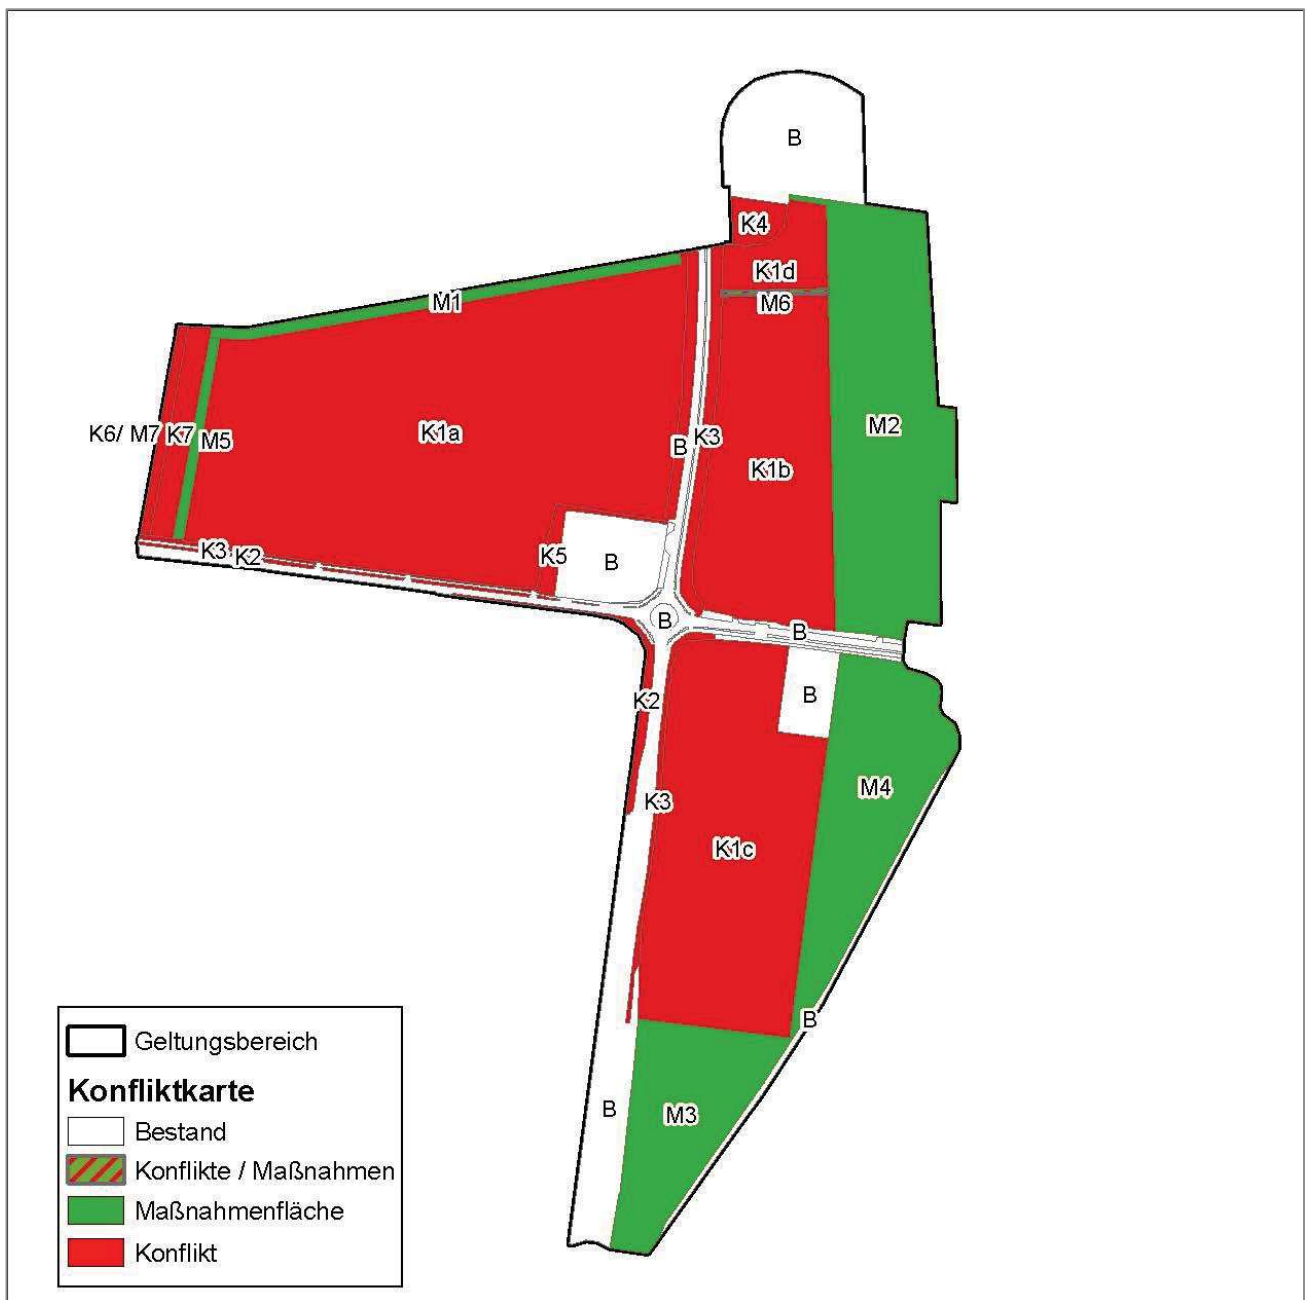 B
K4
K1d
M6
M1
M2
K6/ M7
K7
M5
K1a
B
K3
K1b
K3
K2
K5
B
B
B
K2
B
M4
K3
K1c
B
B
M3
Geltungsbereich
Konfliktkarte
Bestand
Konflikte / Maßnahmen
Maßnahmenfläche
Konflikt